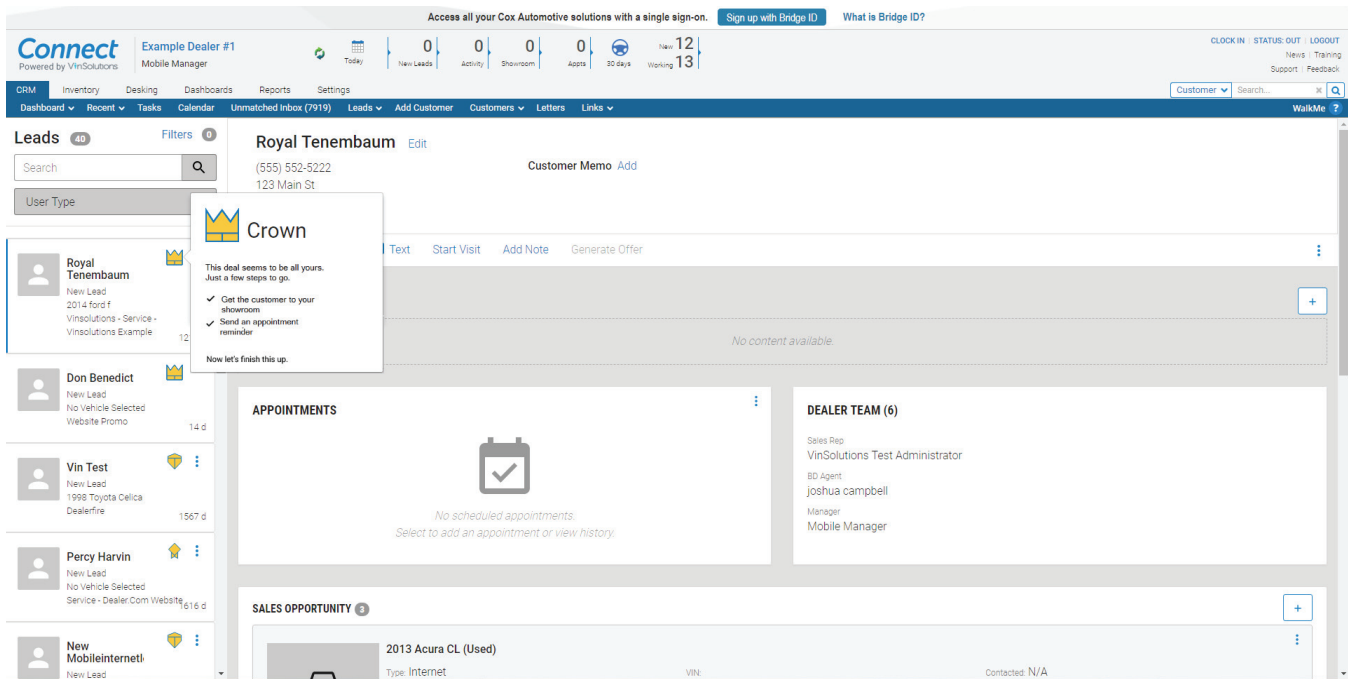 Access all your Cox Automotive solutions with a single sign-on. Sign up with Bridge ID What is Bridge ID?
Connect
Powered by VinSolutions
Example Dealer #1
Mobile Manager
Today
0
New Leads
0
Activity
0
Showroom
0
Appts
30 days
New 12
Working 13
CLOCK IN STATUS: OUT LOGOUT
News Training
Support Feedback
CRM Inventory Desking Dashboards Reports Settings
Customer Search...
Dashboard Recent Tasks Calendar Unmatched Inbox (7919) Leads Add Customer Customers Letters Links WalkMe ?
Leads 40 Filters 0
Search
User Type
Royal Tenembaum Edit
(555) 552-5222
123 Main St
Customer Memo Add
Crown
This deal seems to be all yours.
Just a few steps to go.
Get the customer to your
showroom
Send an appointment
reminder
Now let's finish this up.
Text Start Visit Add Note Generate Offer
+
No content available.
Royal
Tenembaum
New Lead
2014 ford f
Vinsolutions - Service -
Vinsolutions Example
12
Don Benedict
New Lead
No Vehicle Selected
Website Promo
14 d
Vin Test
New Lead
1998 Toyota Celica
Dealerfire
1567 d
Percy Harvin
New Lead
No Vehicle Selected
Service - Dealer.Com Website
1616 d
New
Mobileinternetl
New Lead
APPOINTMENTS
No scheduled appointments.
Select to add an appointment or view history.
DEALER TEAM (6)
Sales Rep
VinSolutions Test Administrator
BD Agent
joshua campbell
Manager
Mobile Manager
SALES OPPORTUNITY 3
+
2013 Acura CL (Used)
Type: Internet VIN: Contacted: N/A